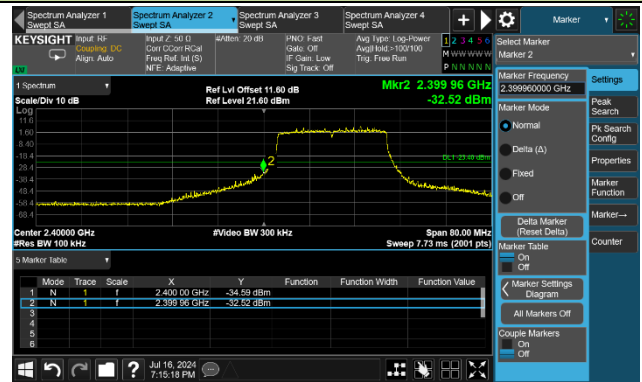 Spectrum Analyzer 1
Swept SA
Spectrum Analyzer 2
Swept SA
Spectrum Analyzer 3
Swept SA
Spectrum Analyzer 4
Swept SA
Marker
KEYSIGHT
Input: RF
Coupling: DC
Align: Auto
Input Z: 50 Ω
Corr CCorr RCal
Freq Ref: Int (S)
NFE: Adaptive
#Atten: 20 dB
PNO: Fast
Gate: Off
IF Gain: Low
Sig Track: Off
Avg Type: Log-Power
Avg|Hold:>100/100
Trig: Free Run
1 2 3 4 5 6
M W W W W W
P N N N N N
Select Marker
Marker 2
1 Spectrum
Scale/Div 10 dB
Log
Ref Lvl Offset 11.60 dB
Ref Level 21.60 dBm
Mkr2 2.399 96 GHz
-32.52 dBm
11.6
1.60
-8.40
-18.4
-28.4
-38.4
-48.4
-58.4
-68.4
2
DL1 -23.40 dBm
Center 2.40000 GHz
#Res BW 100 kHz
#Video BW 300 kHz
Span 80.00 MHz
Sweep 7.73 ms (2001 pts)
5 Marker Table
Mode Trace Scale X Y Function Function Width Function Value
1 N 1 f 2.400 00 GHz -34.59 dBm
2 N 1 f 2.399 96 GHz -32.52 dBm
3
4
5
6
Marker Frequency
2.399960000 GHz
Marker Mode
Normal
Delta (Δ)
Fixed
Off
Delta Marker
(Reset Delta)
Marker Table
On
Off
Marker Settings
Diagram
All Markers Off
Couple Markers
On
Off
Settings
Peak
Search
Pk Search
Config
Properties
Marker
Function
Marker→
Counter
Jul 16, 2024
7:15:18 PM